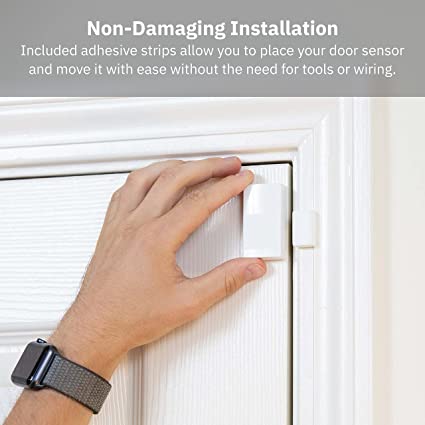 Non-Damaging Installation
Included adhesive strips allow you to place your door sensor
and move it with ease without the need for tools or wiring.